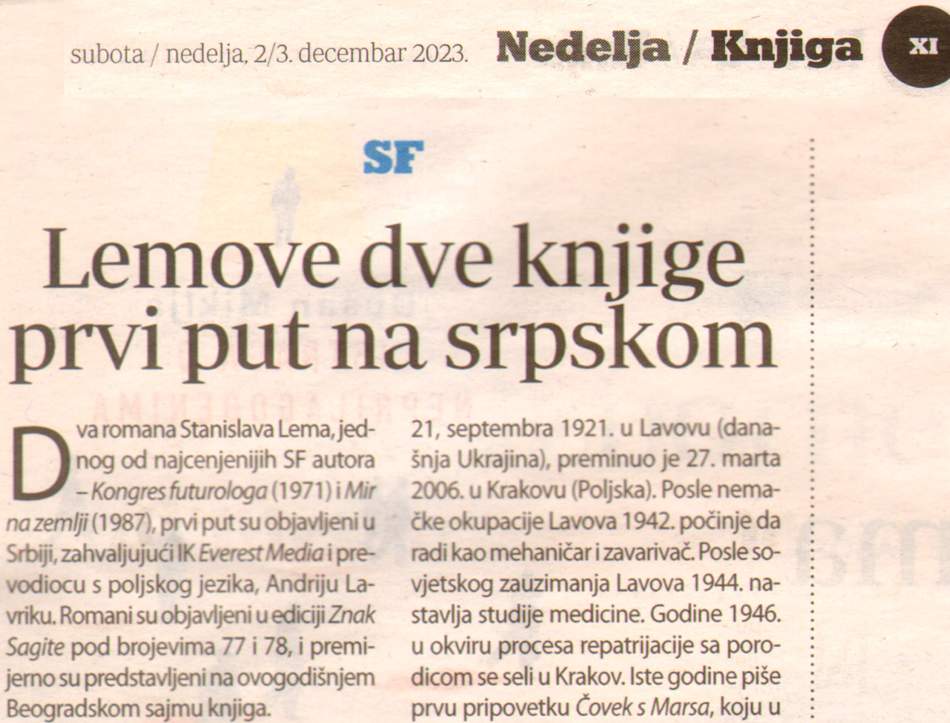 subota / nedelja, 2/3. decembar 2023.
Nedelja / Knjiga
XI
SF
Lemove dve knjige
prvi put na srpskom
Dva romana Stanislava Lema, jed-
nog od najcenjenijih SF autora
– Kongres futurologa (1971) i Mir
na zemlji (1987), prvi put su objavljeni u
Srbiji, zahvaljujući IK Everest Media i pre-
vodiocu s poljskog jezika, Andriju La-
vriku. Romani su objavljeni u ediciji Znak
Sagite pod brojevima 77 i 78, i premi-
jerno su predstavljeni na ovogodišnjem
Beogradskom sajmu knjiga.
21, septembra 1921. u Lavovu (dana-
šnja Ukrajina), preminuo je 27. marta
2006. u Krakovu (Poljska). Posle nema-
čke okupacije Lavova 1942. počinje da
radi kao mehaničar i zavarivač. Posle so-
vjetskog zauzimanja Lavova 1944. na-
stavlja studije medicine. Godine 1946.
u okviru procesa repatrijacije sa poro-
dicom se seli u Krakov. Iste godine piše
prvu pripovetku Čovek s Marsa, koju u